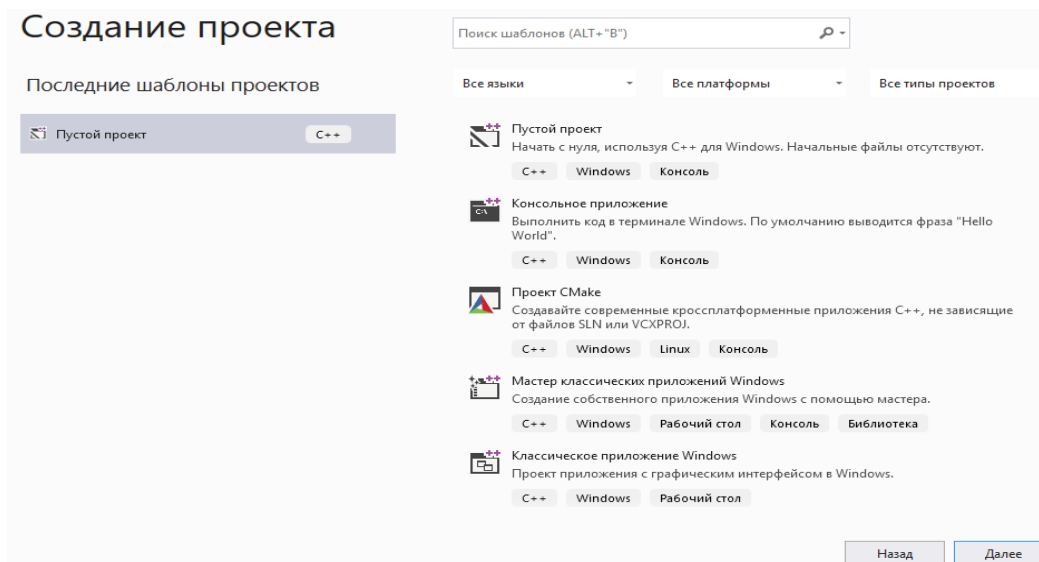 Создание проекта
Поиск шаблонов (ALT+"B")
Последние шаблоны проектов
Все языки
Все платформы
Все типы проектов
Пустой проект
C++
Пустой проект
Начать с нуля, используя C++ для Windows. Начальные файлы отсутствуют.
C++ Windows Консоль
Консольное приложение
Выполнить код в терминале Windows. По умолчанию выводится фраза "Hello
World".
C++ Windows Консоль
Проект CMake
Создавайте современные кроссплатформенные приложения C++, не зависящие
от файлов SLN или VCXPROJ.
C++ Windows Linux Консоль
Мастер классических приложений Windows
Создание собственного приложения Windows с помощью мастера.
C++ Windows Рабочий стол Консоль Библиотека
Классическое приложение Windows
Проект приложения с графическим интерфейсом в Windows.
C++ Windows Рабочий стол
Назад
Далее